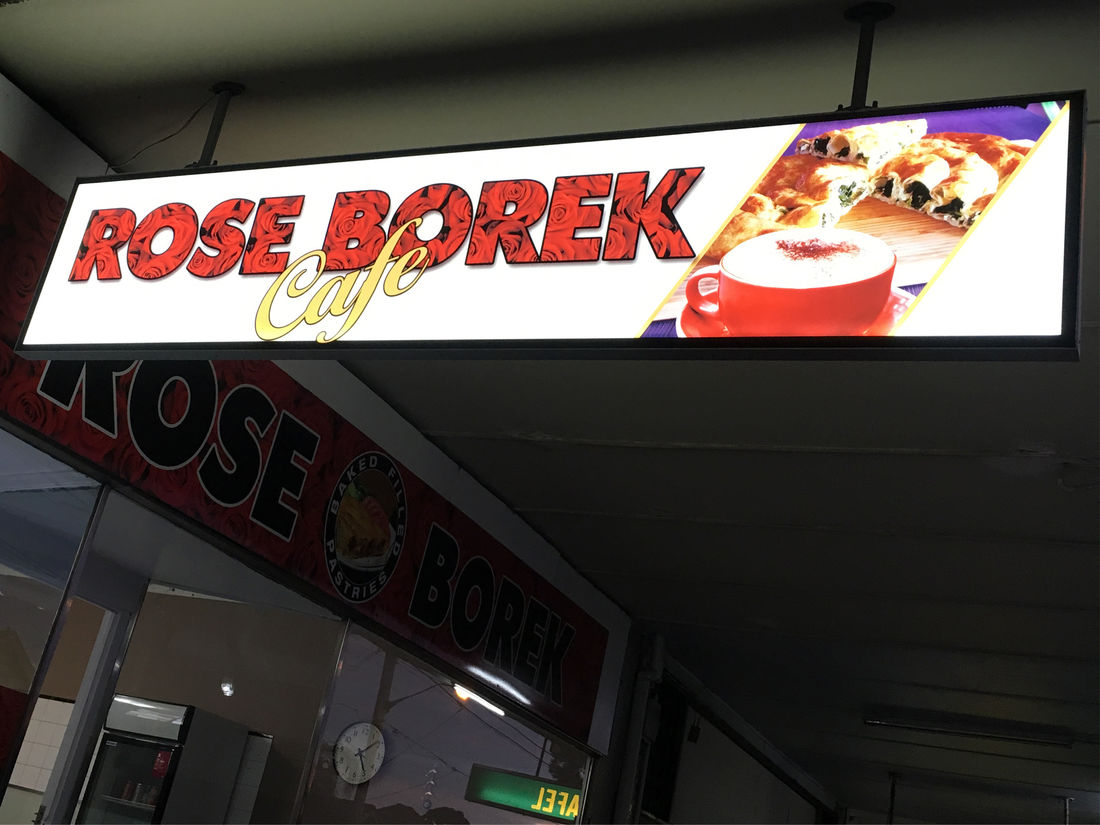 ROSE BOREK
Cafe
ROSE
BAKED FILLED
PASTRIES
BOREK
AFEL